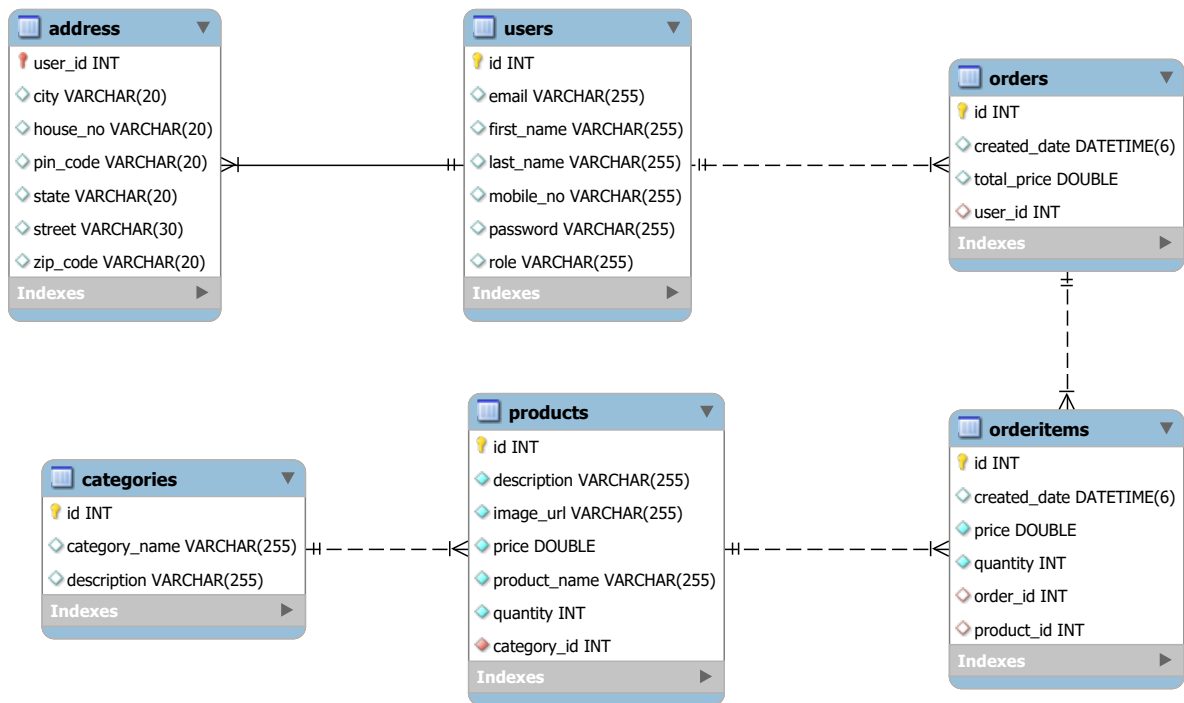 address
user_id INT
city VARCHAR(20)
house_no VARCHAR(20)
pin_code VARCHAR(20)
state VARCHAR(20)
street VARCHAR(30)
zip_code VARCHAR(20)
Indexes
users
id INT
email VARCHAR(255)
first_name VARCHAR(255)
last_name VARCHAR(255)
mobile_no VARCHAR(255)
password VARCHAR(255)
role VARCHAR(255)
Indexes
orders
id INT
created_date DATETIME(6)
total_price DOUBLE
user_id INT
Indexes
categories
id INT
category_name VARCHAR(255)
description VARCHAR(255)
Indexes
products
id INT
description VARCHAR(255)
image_url VARCHAR(255)
price DOUBLE
product_name VARCHAR(255)
quantity INT
category_id INT
Indexes
orderitems
id INT
created_date DATETIME(6)
price DOUBLE
quantity INT
order_id INT
product_id INT
Indexes